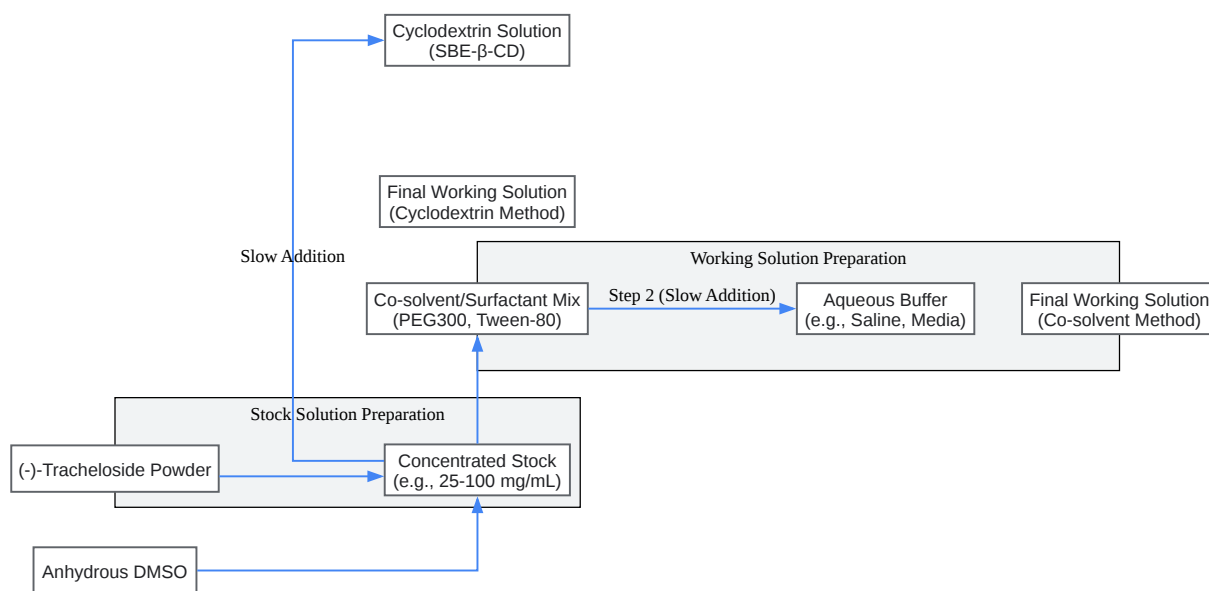 Cyclodextrin Solution
(SBE-β-CD)
Final Working Solution
(Cyclodextrin Method)
Slow Addition
Working Solution Preparation
Co-solvent/Surfactant Mix
(PEG300, Tween-80)
Step 2 (Slow Addition)
Aqueous Buffer
(e.g., Saline, Media)
Final Working Solution
(Co-solvent Method)
Stock Solution Preparation
(-)-Tracheloside Powder
Concentrated Stock
(e.g., 25-100 mg/mL)
Anhydrous DMSO